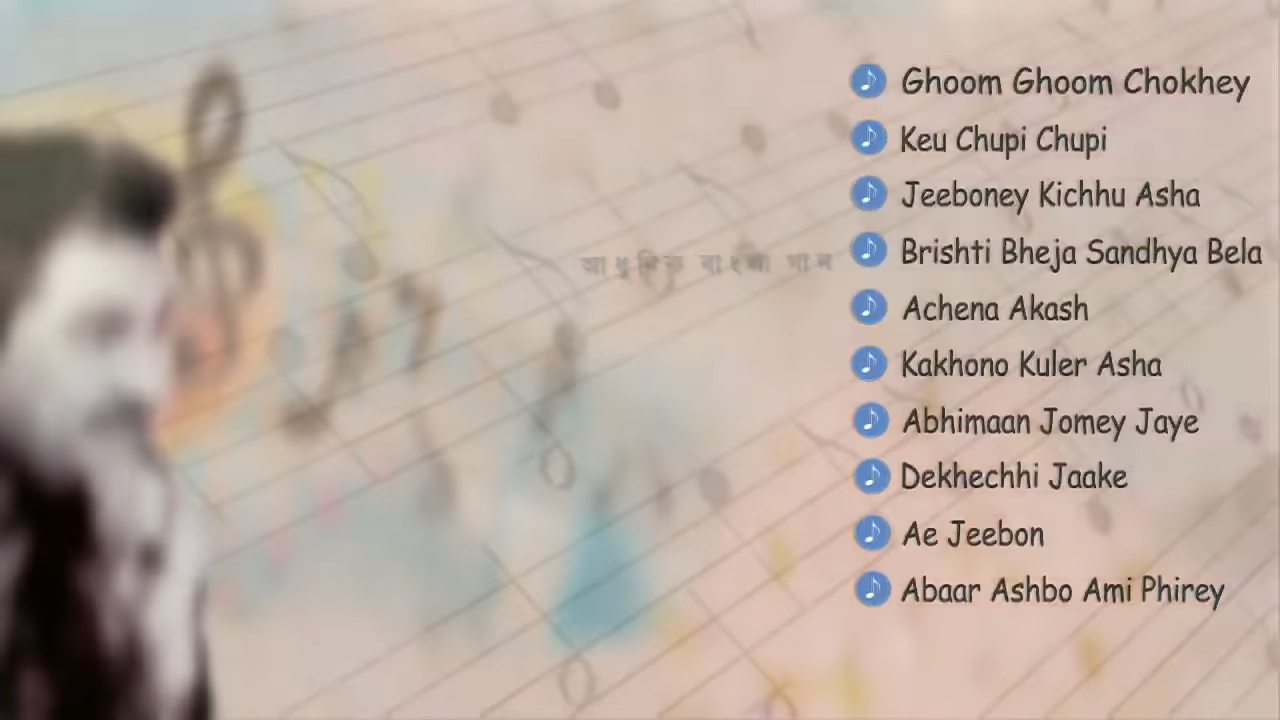 Ghoom Ghoom Chokhey
Keu Chupi Chupi
Jeeboney Kichhu Asha
Brishti Bheja Sandhya Bela
আধুনিক বাংলা গান
Achena Akash
Kakhono Kuler Asha
Abhimaan Jomey Jaye
Dekhechhi Jaake
Ae Jeebon
Abaar Ashbo Ami Phirey